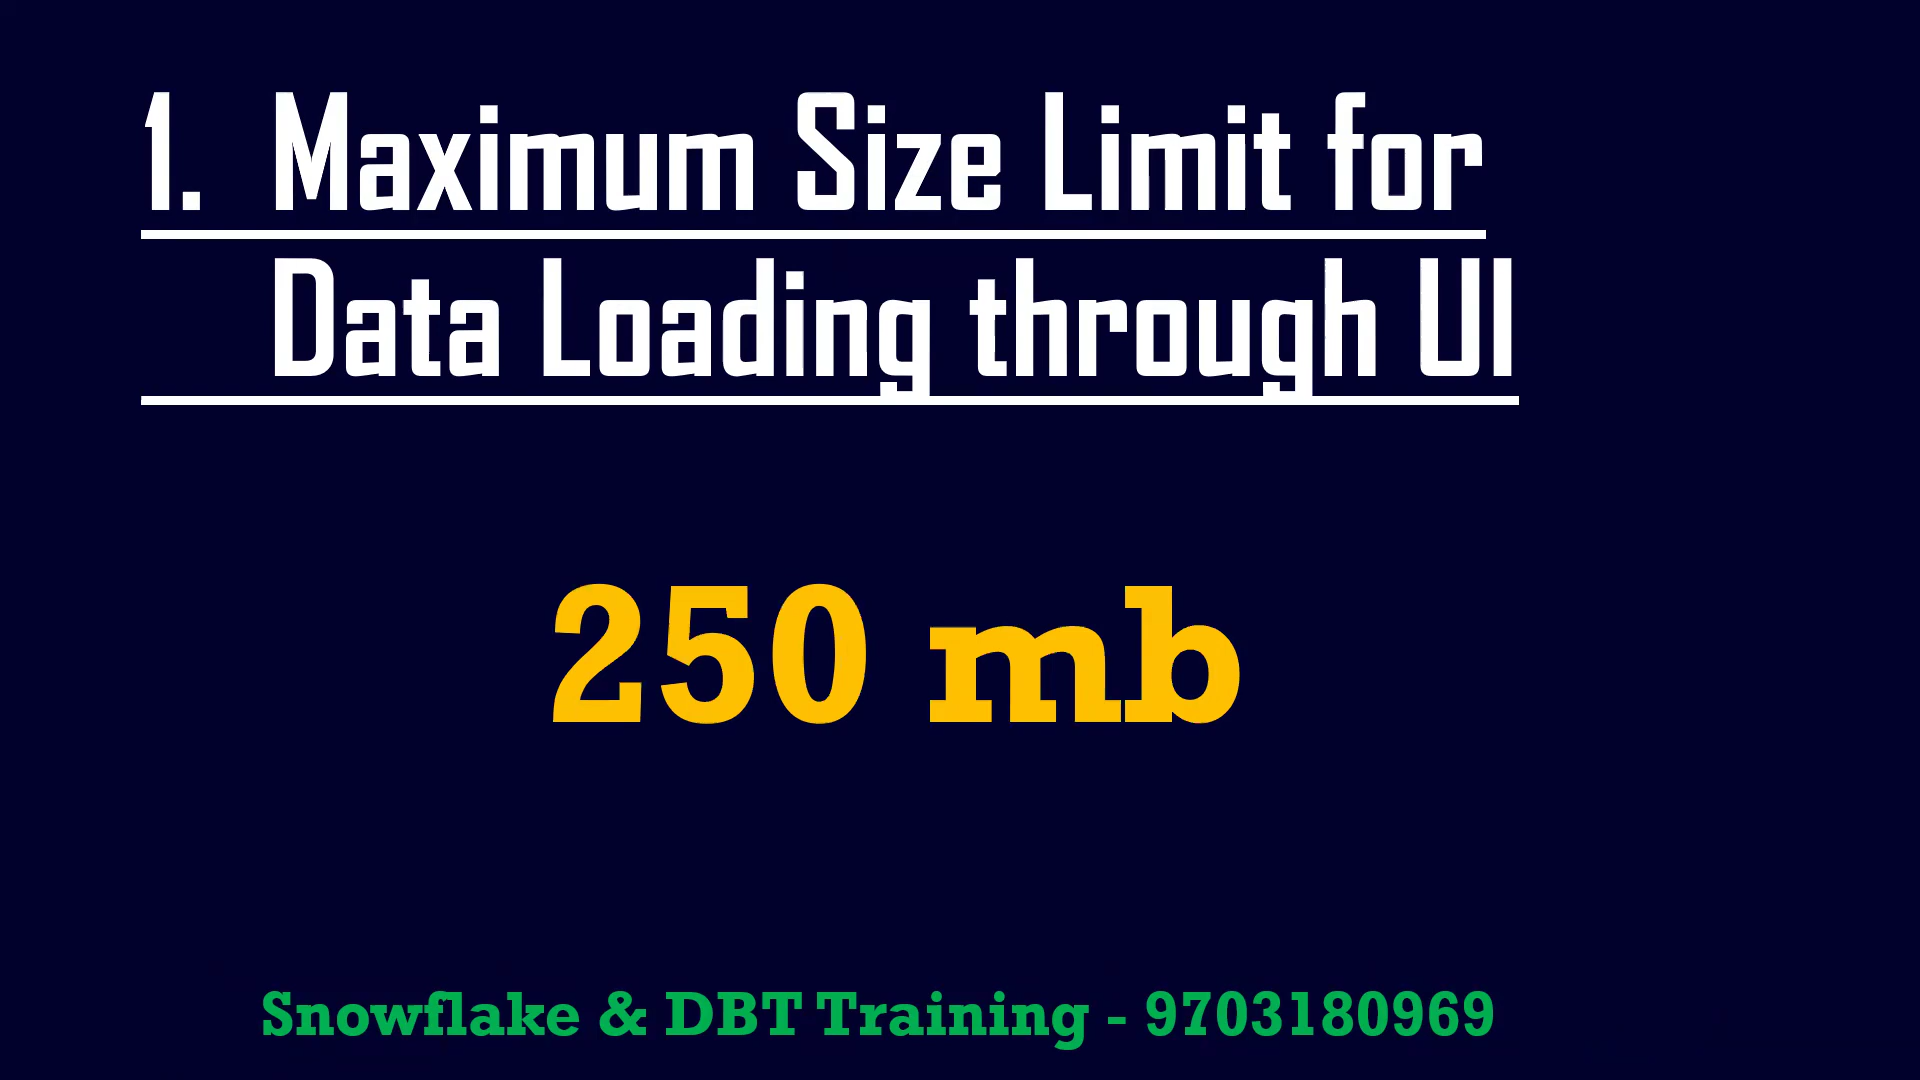 1. Maximum Size Limit for
Data Loading through UI
250 mb
Snowflake & DBT Training - 9703180969